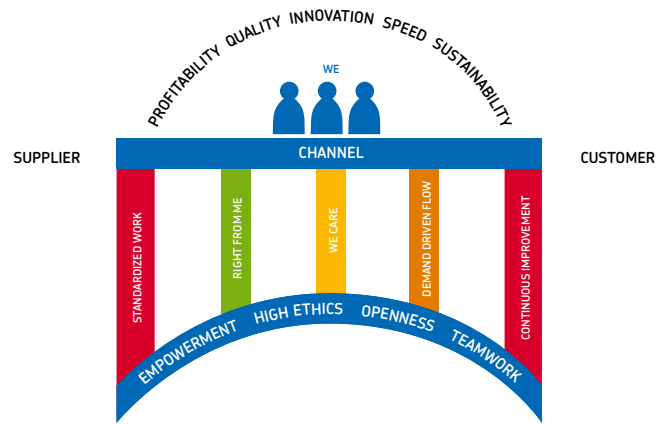 PROFITABILITY QUALITY INNOVATION SPEED SUSTAINABILITY
WE
SUPPLIER
CHANNEL
CUSTOMER
STANDARDIZED WORK
RIGHT FROM ME
WE CARE
DEMAND DRIVEN FLOW
CONTINUOUS IMPROVEMENT
EMPOWERMENT HIGH ETHICS OPENNESS TEAMWORK